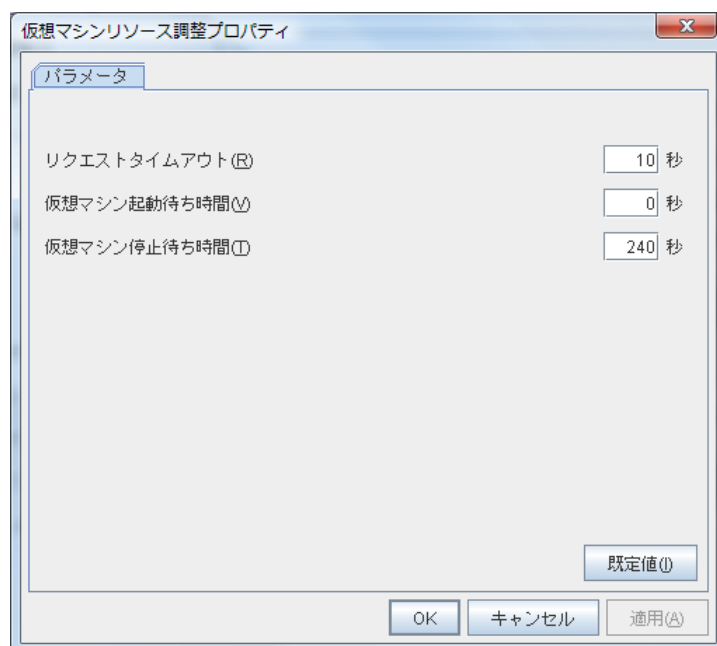 仮想マシンリソース調整プロパティ
パラメータ
リクエストタイムアウト(R) 10 秒
仮想マシン起動待ち時間(V) 0 秒
仮想マシン停止待ち時間(T) 240 秒
既定値(I)
OK キャンセル 適用(A)